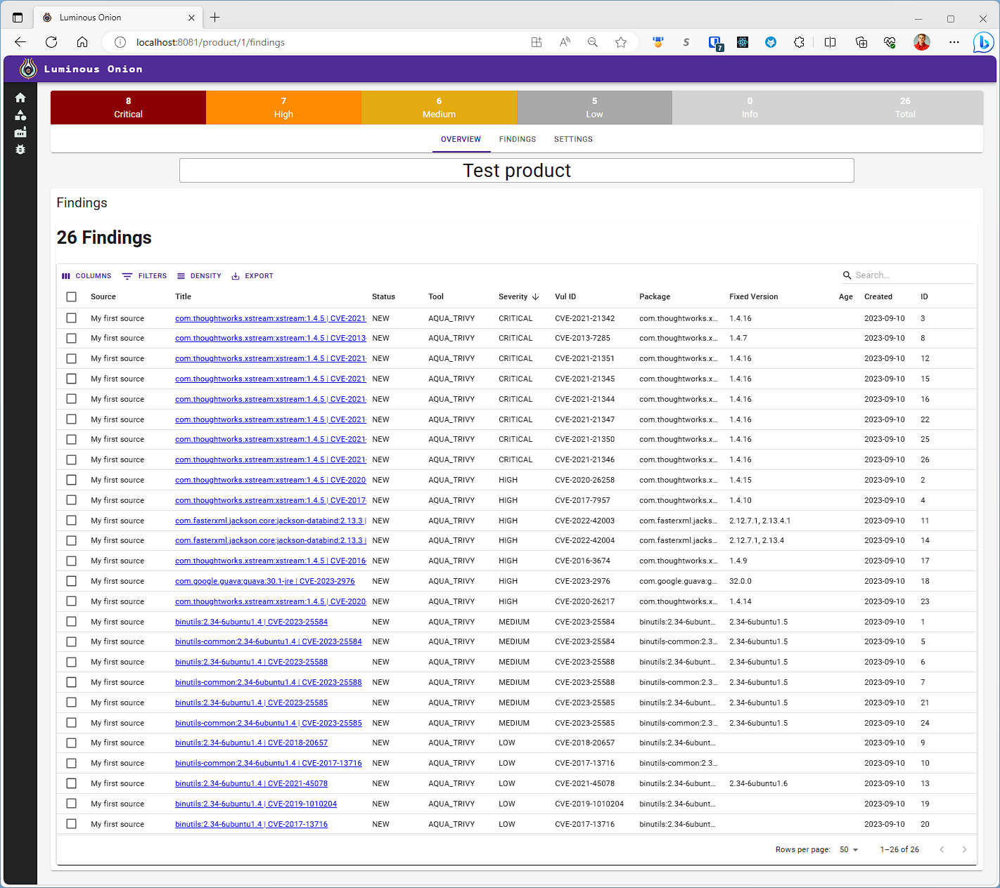 Luminous Onion
localhost:8081/product/1/findings
7
Luminous Onion
8 7 6 5 0 26
Critical High Medium Low Info Total
OVERVIEW FINDINGS SETTINGS
Test product
Findings
26 Findings
COLUMNS FILTERS DENSITY EXPORT Search...
Source Title Status Tool Severity Vul ID Package Fixed Version Age Created ID
My first source com.thoughtworks.xstream:xstream:1.4.5 | CVE-2021- NEW AQUA_TRIVY CRITICAL CVE-2021-21342 com.thoughtworks.x... 1.4.16 2023-09-10 3
My first source com.thoughtworks.xstream:xstream:1.4.5 | CVE-2013- NEW AQUA_TRIVY CRITICAL CVE-2013-7285 com.thoughtworks.x... 1.4.7 2023-09-10 8
My first source com.thoughtworks.xstream:xstream:1.4.5 | CVE-2021- NEW AQUA_TRIVY CRITICAL CVE-2021-21351 com.thoughtworks.x... 1.4.16 2023-09-10 12
My first source com.thoughtworks.xstream:xstream:1.4.5 | CVE-2021- NEW AQUA_TRIVY CRITICAL CVE-2021-21345 com.thoughtworks.x... 1.4.16 2023-09-10 15
My first source com.thoughtworks.xstream:xstream:1.4.5 | CVE-2021- NEW AQUA_TRIVY CRITICAL CVE-2021-21344 com.thoughtworks.x... 1.4.16 2023-09-10 16
My first source com.thoughtworks.xstream:xstream:1.4.5 | CVE-2021- NEW AQUA_TRIVY CRITICAL CVE-2021-21347 com.thoughtworks.x... 1.4.16 2023-09-10 22
My first source com.thoughtworks.xstream:xstream:1.4.5 | CVE-2021- NEW AQUA_TRIVY CRITICAL CVE-2021-21350 com.thoughtworks.x... 1.4.16 2023-09-10 25
My first source com.thoughtworks.xstream:xstream:1.4.5 | CVE-2021- NEW AQUA_TRIVY CRITICAL CVE-2021-21346 com.thoughtworks.x... 1.4.16 2023-09-10 26
My first source com.thoughtworks.xstream:xstream:1.4.5 | CVE-2020- NEW AQUA_TRIVY HIGH CVE-2020-26258 com.thoughtworks.x... 1.4.15 2023-09-10 2
My first source com.thoughtworks.xstream:xstream:1.4.5 | CVE-2017- NEW AQUA_TRIVY HIGH CVE-2017-7957 com.thoughtworks.x... 1.4.10 2023-09-10 4
My first source com.fasterxml.jackson.core:jackson-databind:2.13.3 | NEW AQUA_TRIVY HIGH CVE-2022-42003 com.fasterxml.jacks... 2.12.7.1, 2.13.4.1 2023-09-10 11
My first source com.fasterxml.jackson.core:jackson-databind:2.13.3 | NEW AQUA_TRIVY HIGH CVE-2022-42004 com.fasterxml.jacks... 2.12.7.1, 2.13.4 2023-09-10 14
My first source com.thoughtworks.xstream:xstream:1.4.5 | CVE-2016- NEW AQUA_TRIVY HIGH CVE-2016-3674 com.thoughtworks.x... 1.4.9 2023-09-10 17
My first source com.google.guava:guava:30.1-jre | CVE-2023-2976 NEW AQUA_TRIVY HIGH CVE-2023-2976 com.google.guava:g... 32.0.0 2023-09-10 18
My first source com.thoughtworks.xstream:xstream:1.4.5 | CVE-2020- NEW AQUA_TRIVY HIGH CVE-2020-26217 com.thoughtworks.x... 1.4.14 2023-09-10 23
My first source binutils:2.34-6ubuntu1.4 | CVE-2023-25584 NEW AQUA_TRIVY MEDIUM CVE-2023-25584 binutils:2.34-6ubunt... 2.34-6ubuntu1.5 2023-09-10 1
My first source binutils-common:2.34-6ubuntu1.4 | CVE-2023-25584 NEW AQUA_TRIVY MEDIUM CVE-2023-25584 binutils-common:2.3... 2.34-6ubuntu1.5 2023-09-10 5
My first source binutils:2.34-6ubuntu1.4 | CVE-2023-25588 NEW AQUA_TRIVY MEDIUM CVE-2023-25588 binutils:2.34-6ubunt... 2.34-6ubuntu1.5 2023-09-10 6
My first source binutils-common:2.34-6ubuntu1.4 | CVE-2023-25588 NEW AQUA_TRIVY MEDIUM CVE-2023-25588 binutils-common:2.3... 2.34-6ubuntu1.5 2023-09-10 7
My first source binutils:2.34-6ubuntu1.4 | CVE-2023-25585 NEW AQUA_TRIVY MEDIUM CVE-2023-25585 binutils:2.34-6ubunt... 2.34-6ubuntu1.5 2023-09-10 21
My first source binutils-common:2.34-6ubuntu1.4 | CVE-2023-25585 NEW AQUA_TRIVY MEDIUM CVE-2023-25585 binutils-common:2.3... 2.34-6ubuntu1.5 2023-09-10 24
My first source binutils:2.34-6ubuntu1.4 | CVE-2018-20657 NEW AQUA_TRIVY LOW CVE-2018-20657 binutils:2.34-6ubunt... 2023-09-10 9
My first source binutils-common:2.34-6ubuntu1.4 | CVE-2017-13716 NEW AQUA_TRIVY LOW CVE-2017-13716 binutils-common:2.3... 2023-09-10 10
My first source binutils:2.34-6ubuntu1.4 | CVE-2021-45078 NEW AQUA_TRIVY LOW CVE-2021-45078 binutils:2.34-6ubunt... 2.34-6ubuntu1.6 2023-09-10 13
My first source binutils:2.34-6ubuntu1.4 | CVE-2019-1010204 NEW AQUA_TRIVY LOW CVE-2019-1010204 binutils:2.34-6ubunt... 2023-09-10 19
My first source binutils:2.34-6ubuntu1.4 | CVE-2017-13716 NEW AQUA_TRIVY LOW CVE-2017-13716 binutils:2.34-6ubunt... 2023-09-10 20
Rows per page: 50 1–26 of 26